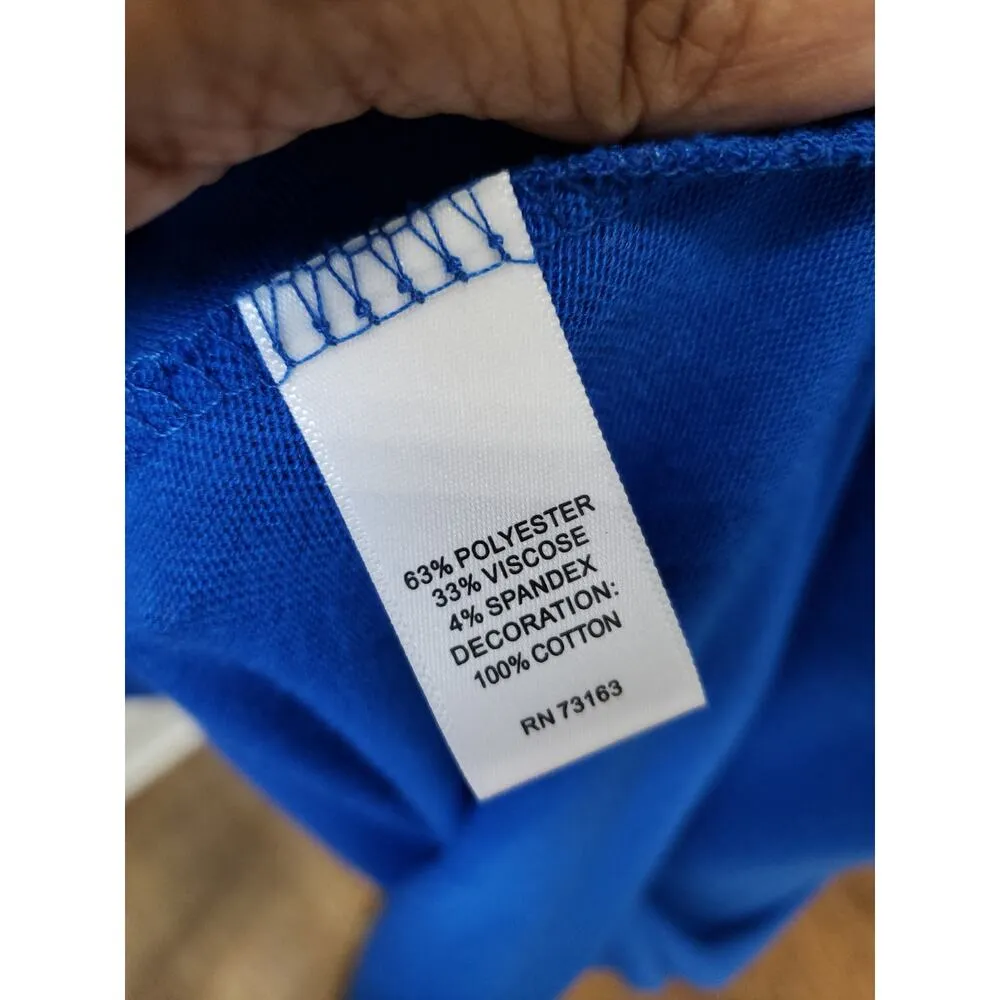 63% POLYESTER
33% VISCOSE
4% SPANDEX
DECORATION:
100% COTTON
RN 73163